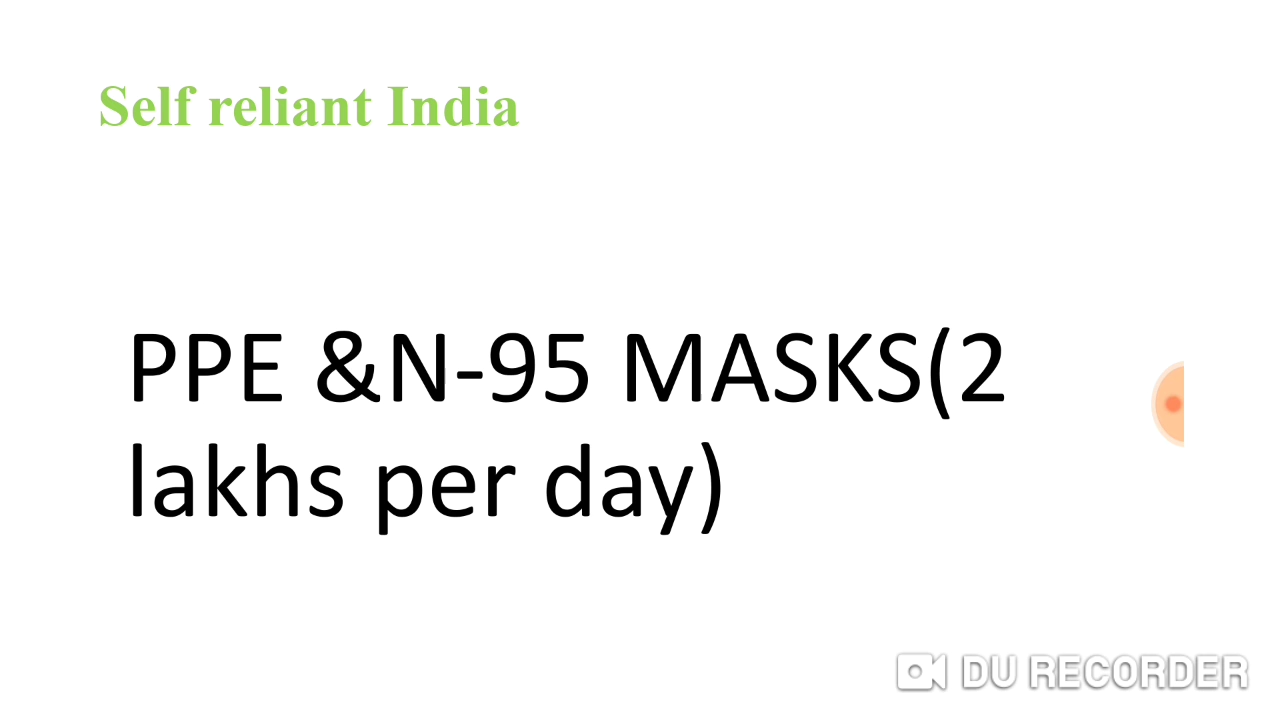 Self reliant India
PPE &N-95 MASKS(2
lakhs per day)
DU RECORDER